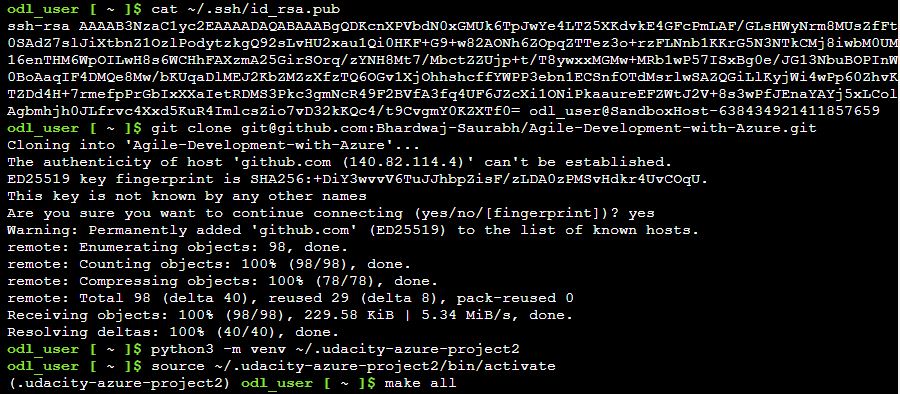 odl_user [ ~ ]$ cat ~/.ssh/id_rsa.pub
ssh-rsa AAAAB3NzaC1yc2EAAAADAQABAAABgQDKcnXPVbdN0xGMUk6TpJwYe4LTZ5XKdvkE4GFcPmLAF/GLsHWyNrm8MUszfFt
0SAdZ7slJiXtbnZ1OzlPodytzkgQ92sLvHU2xau1Qi0HKF+G9+w82AONh6ZOpqZTTez3o+rzFLNnb1KKrG5N3NTkCMj8iwbM0UM
16enTHM6WpOILwH8s6WCHhFAXzmA25GirSOrq/zYNH8Mt7/MbctZZUjp+t/T8ywxxMGMw+MRb1wP57ISxBg0e/JG13NbuBOPInW
0BoAaqIF4DMQe8Mw/bKUqaDlMEJ2KbZMZzXfzTQ6OGv1XjOhhshcffYWPP3ebn1ECSnfOTdMsrlwSAZQGiLlKyjWi4wPp60ZhvK
TZDd4H+7rmefpPrGbIxXXaIetRDMS3Pkc3gmNcR49F2BVfA3fq4UF6JZcXi1ONiPkaaureEFZWtJ2V+8s3wPfJEnaYAYj5xLCol
Agbmhjh0JLfrvc4Xxd5KuR4ImlcsZio7vD32kKQc4/t9CvgmY0KZXTf0= odl_user@SandboxHost-638434921411857659
odl_user [ ~ ]$ git clone git@github.com:Bhardwaj-Saurabh/Agile-Development-with-Azure.git
Cloning into 'Agile-Development-with-Azure'...
The authenticity of host 'github.com (140.82.114.4)' can't be established.
ED25519 key fingerprint is SHA256:+DiY3wvvV6TuJJhbpZisF/zLDA0zPMSvHdkr4UvCOqU.
This key is not known by any other names
Are you sure you want to continue connecting (yes/no/[fingerprint])? yes
Warning: Permanently added 'github.com' (ED25519) to the list of known hosts.
remote: Enumerating objects: 98, done.
remote: Counting objects: 100% (98/98), done.
remote: Compressing objects: 100% (78/78), done.
remote: Total 98 (delta 40), reused 29 (delta 8), pack-reused 0
Receiving objects: 100% (98/98), 229.58 KiB | 5.34 MiB/s, done.
Resolving deltas: 100% (40/40), done.
odl_user [ ~ ]$ python3 -m venv ~/.udacity-azure-project2
odl_user [ ~ ]$ source ~/.udacity-azure-project2/bin/activate
(.udacity-azure-project2) odl_user [ ~ ]$ make all